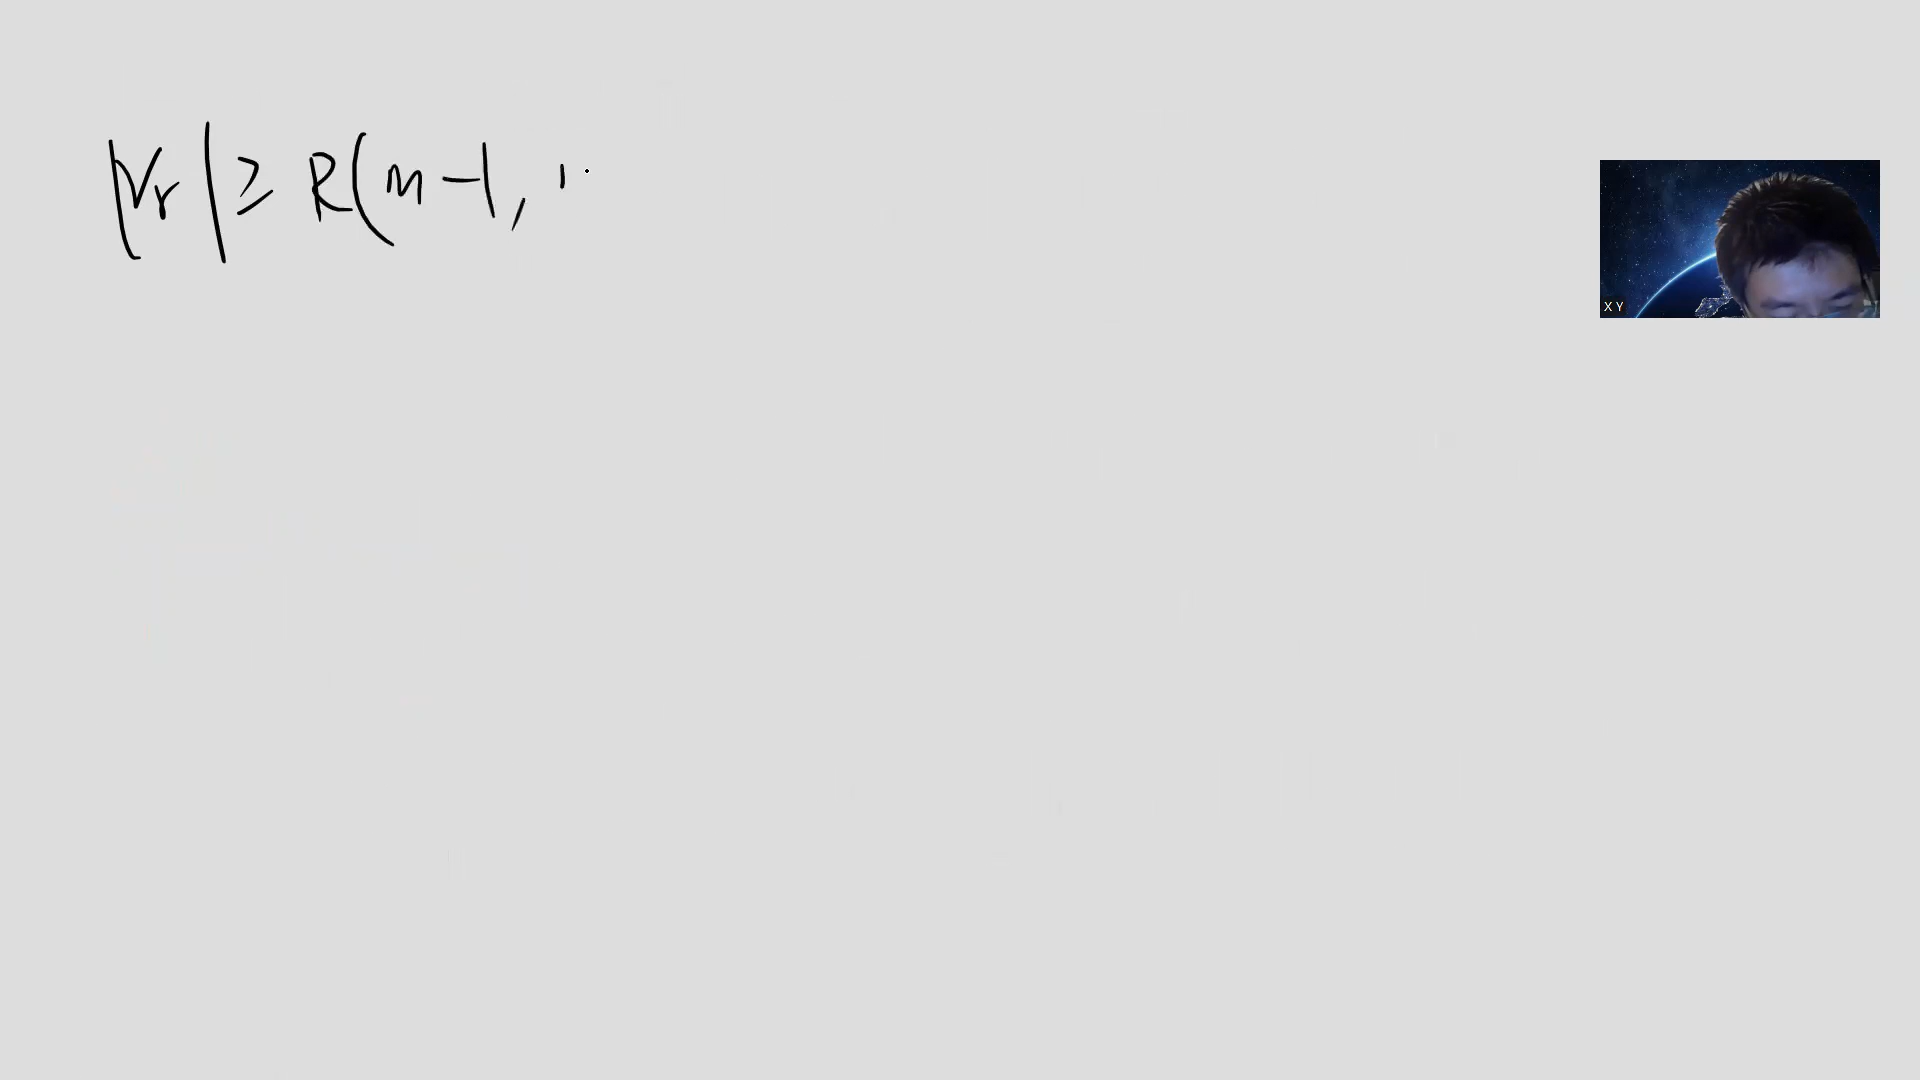 |Vr| ≥ R(m-1,
X Y